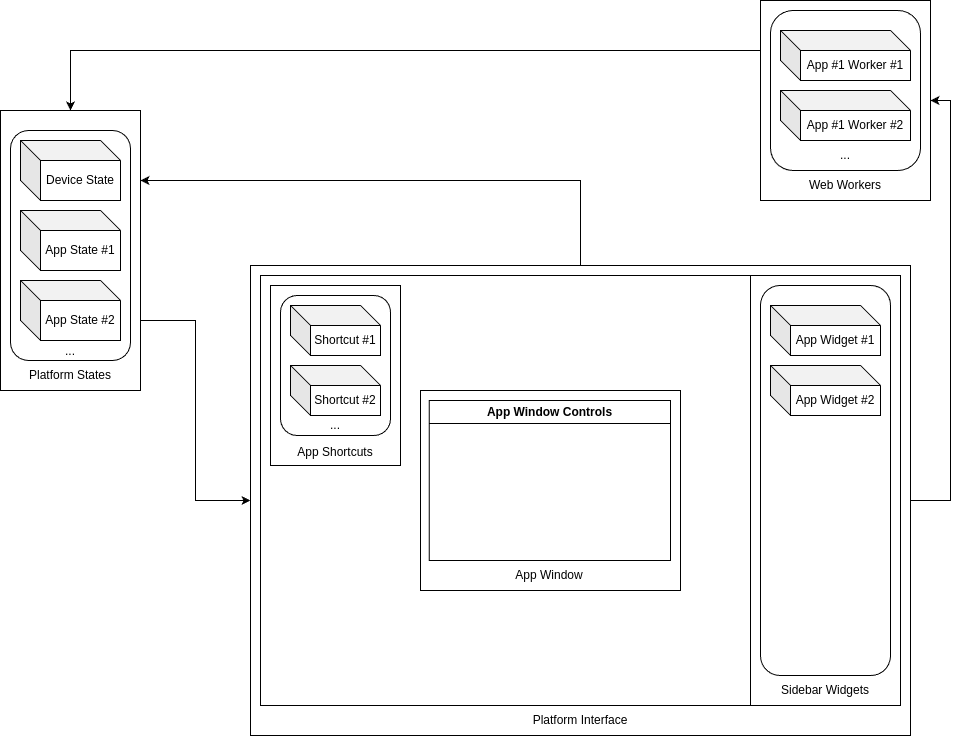 App #1 Worker #1
App #1 Worker #2
...
Web Workers
Device State
App State #1
App State #2
...
Platform States
Shortcut #1
Shortcut #2
...
App Shortcuts
App Window Controls
App Window
App Widget #1
App Widget #2
Sidebar Widgets
Platform Interface